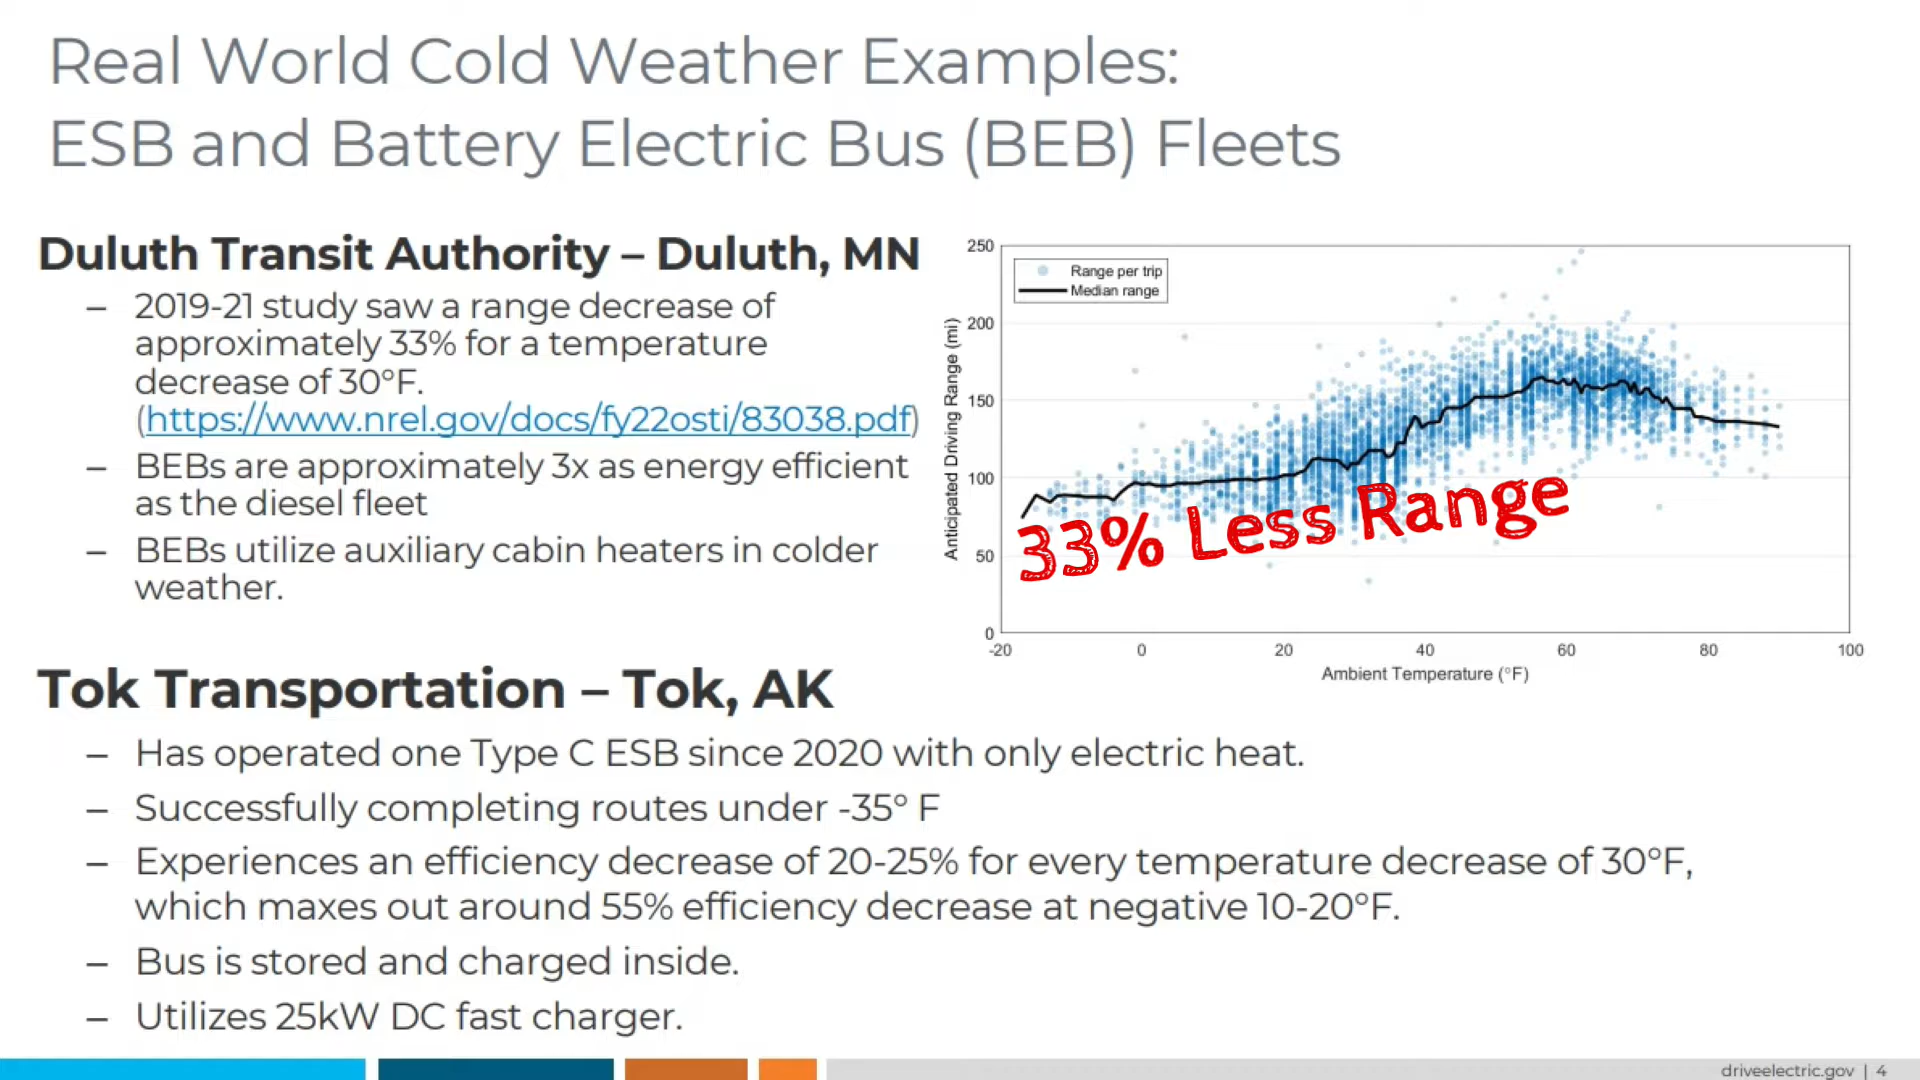 Real World Cold Weather Examples:
ESB and Battery Electric Bus (BEB) Fleets
Duluth Transit Authority – Duluth, MN
– 2019-21 study saw a range decrease of
approximately 33% for a temperature
decrease of 30°F.
(https://www.nrel.gov/docs/fy22osti/83038.pdf)
– BEBs are approximately 3x as energy efficient
as the diesel fleet
– BEBs utilize auxiliary cabin heaters in colder
weather.
250
200
150
100
50
0
Anticipated Driving Range (mi)
Range per trip
Median range
33% Less Range
-20 0 20 40 60 80 100
Ambient Temperature (°F)
Tok Transportation – Tok, AK
– Has operated one Type C ESB since 2020 with only electric heat.
– Successfully completing routes under -35° F
– Experiences an efficiency decrease of 20-25% for every temperature decrease of 30°F,
which maxes out around 55% efficiency decrease at negative 10-20°F.
– Bus is stored and charged inside.
– Utilizes 25kW DC fast charger.
driveelectric.gov | 4